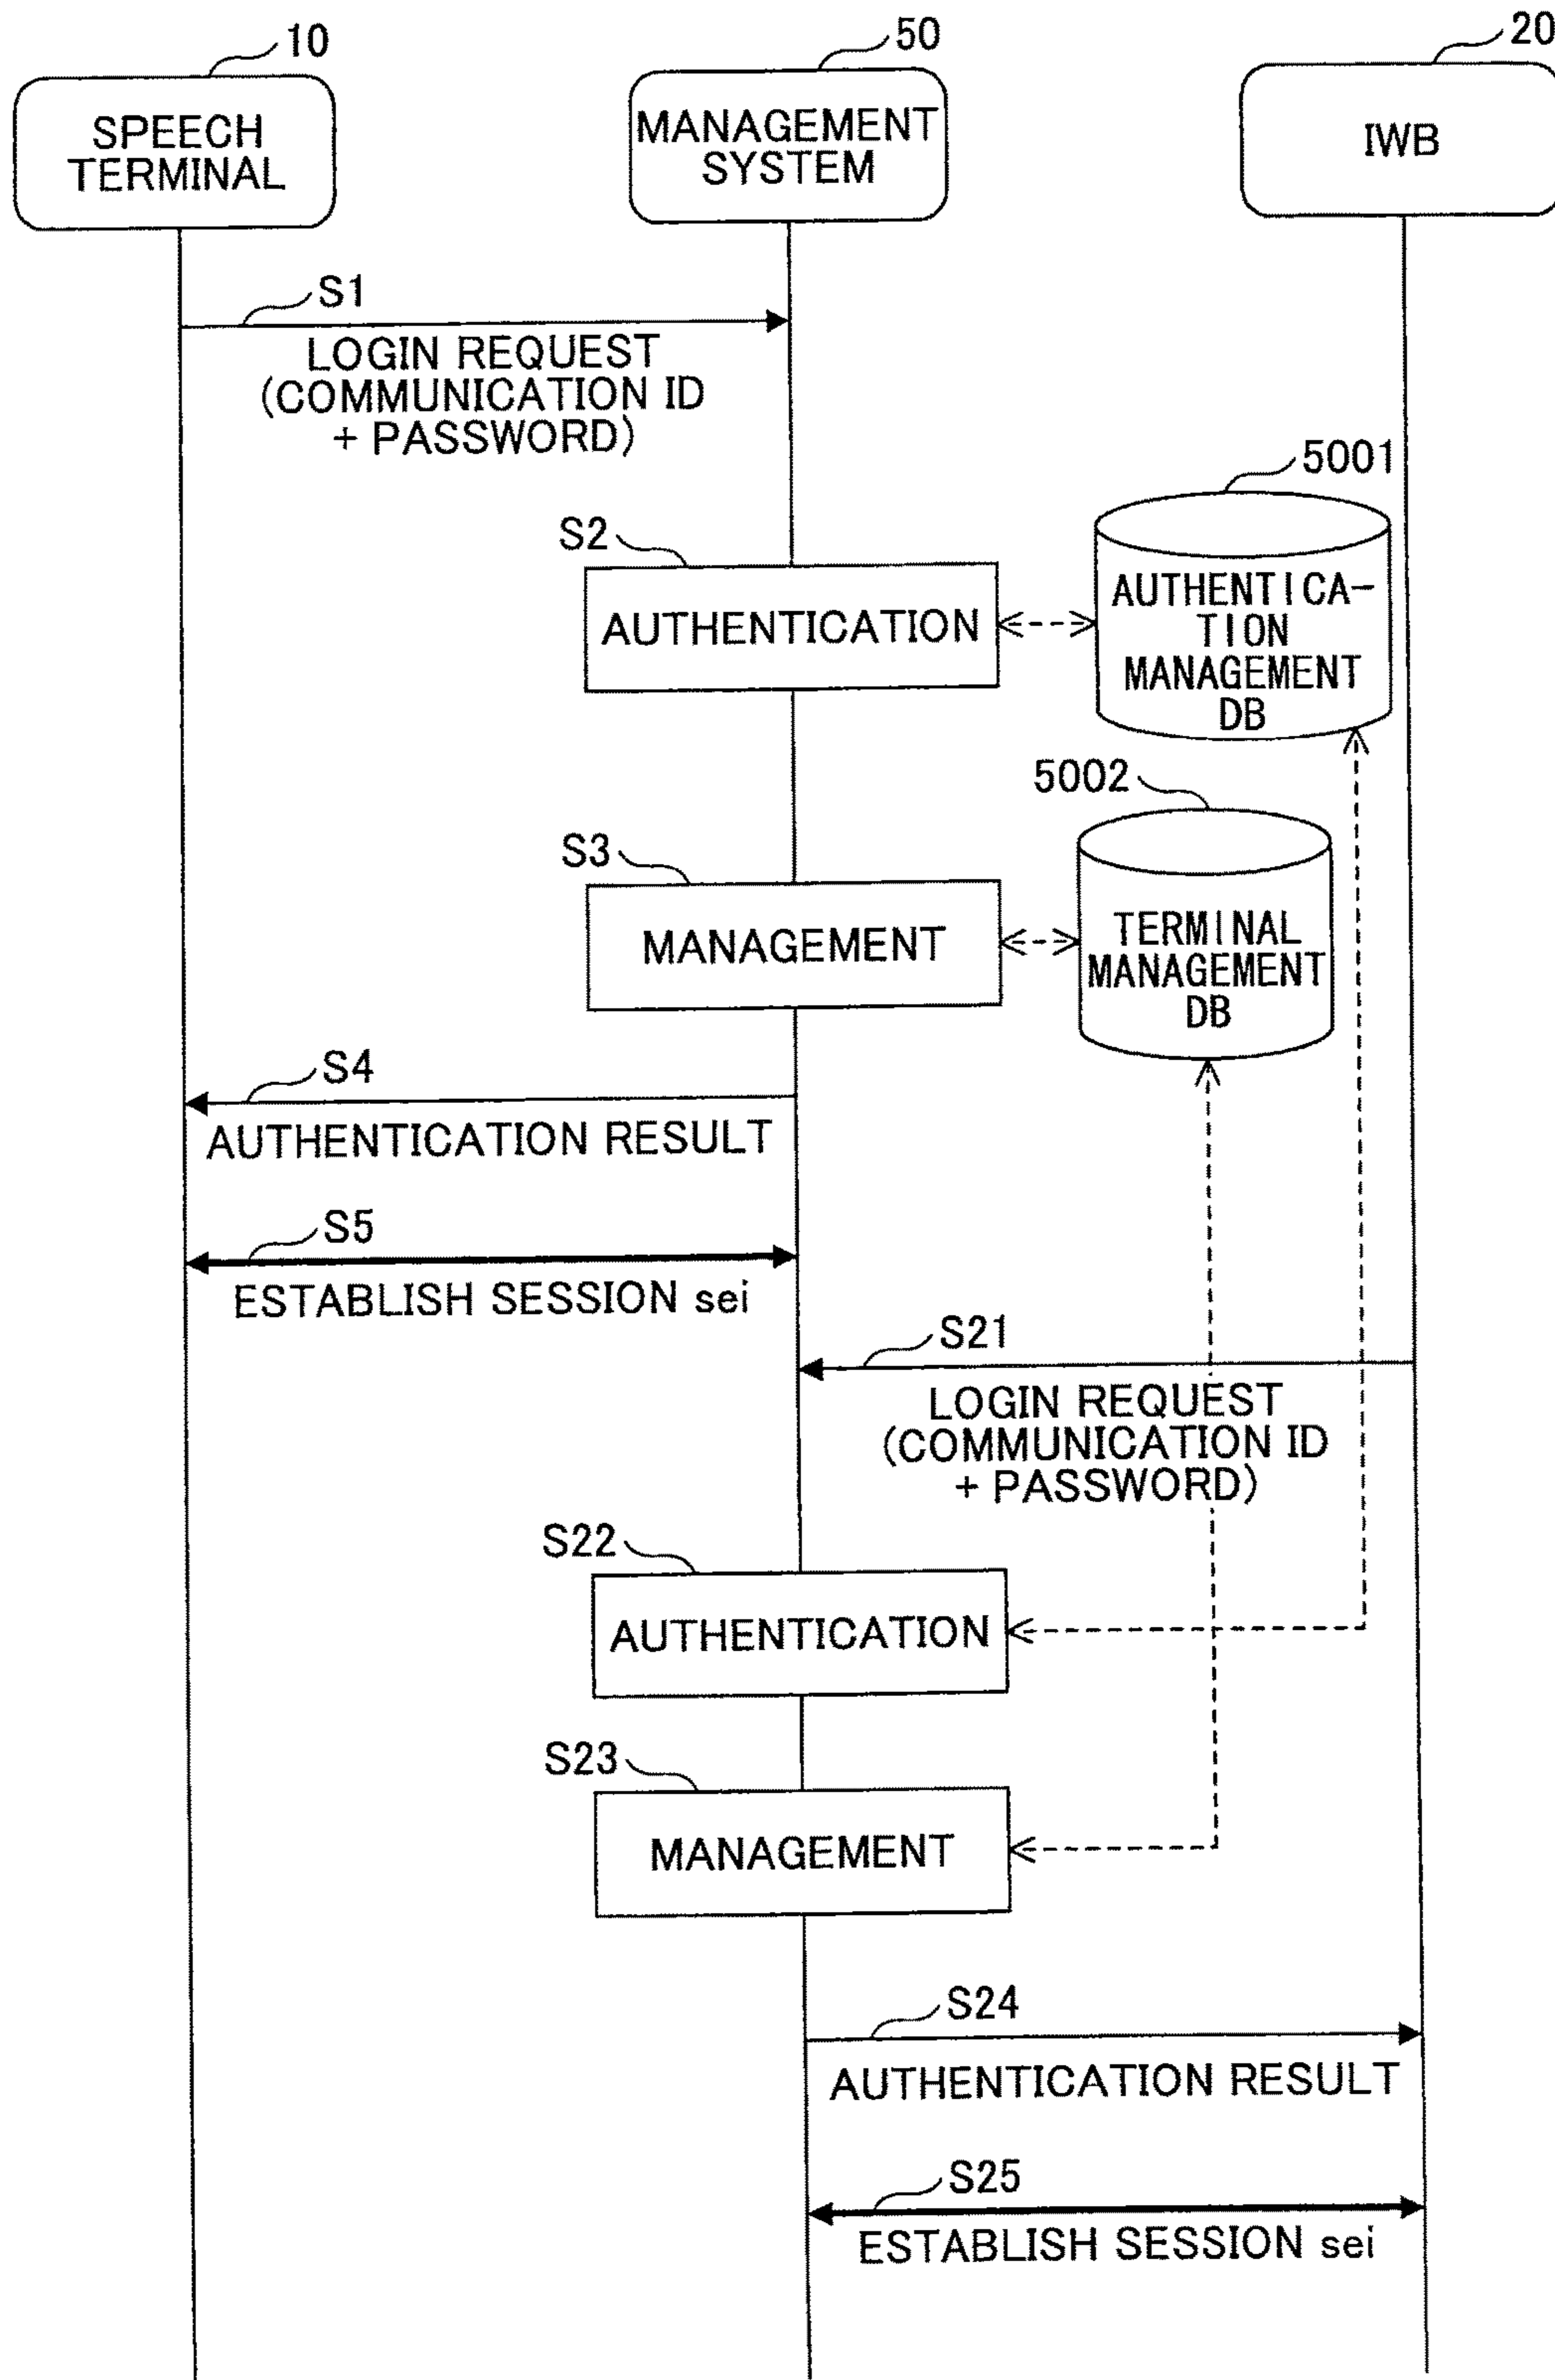 10
50
20
SPEECH
TERMINAL
MANAGEMENT
SYSTEM
IWB
S1
LOGIN REQUEST
(COMMUNICATION ID
+ PASSWORD)
5001
S2
AUTHENTICATION
AUTHENTICA-
TION
MANAGEMENT
DB
5002
S3
MANAGEMENT
TERMINAL
MANAGEMENT
DB
S4
AUTHENTICATION RESULT
S5
ESTABLISH SESSION sei
S21
LOGIN REQUEST
(COMMUNICATION ID
+ PASSWORD)
S22
AUTHENTICATION
S23
MANAGEMENT
S24
AUTHENTICATION RESULT
S25
ESTABLISH SESSION sei